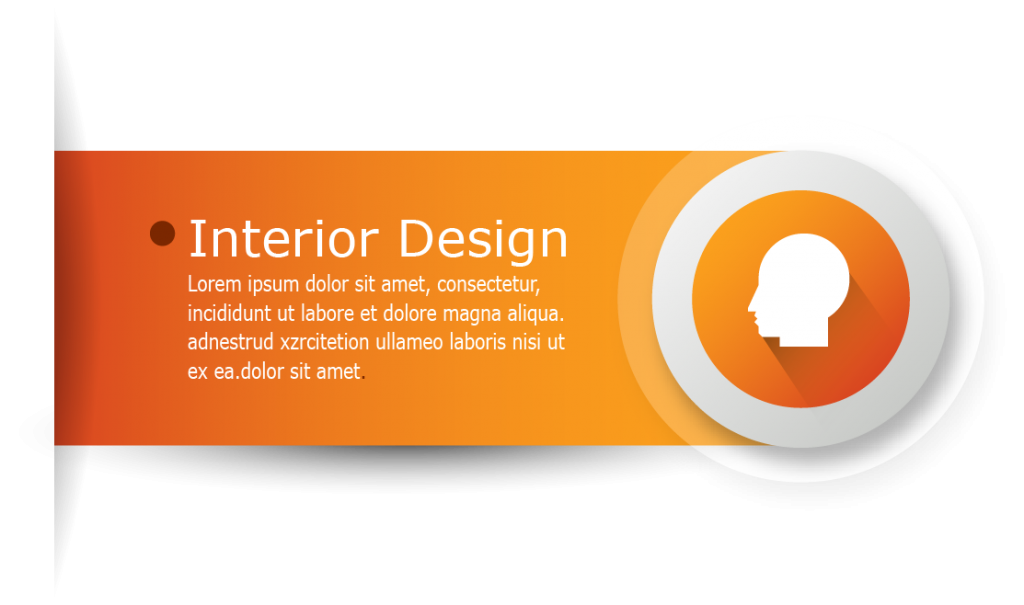 Interior Design
Lorem ipsum dolor sit amet, consectetur,
incididunt ut labore et dolore magna aliqua.
adnestrud xzrcitetion ullameo laboris nisi ut
ex ea.dolor sit amet.